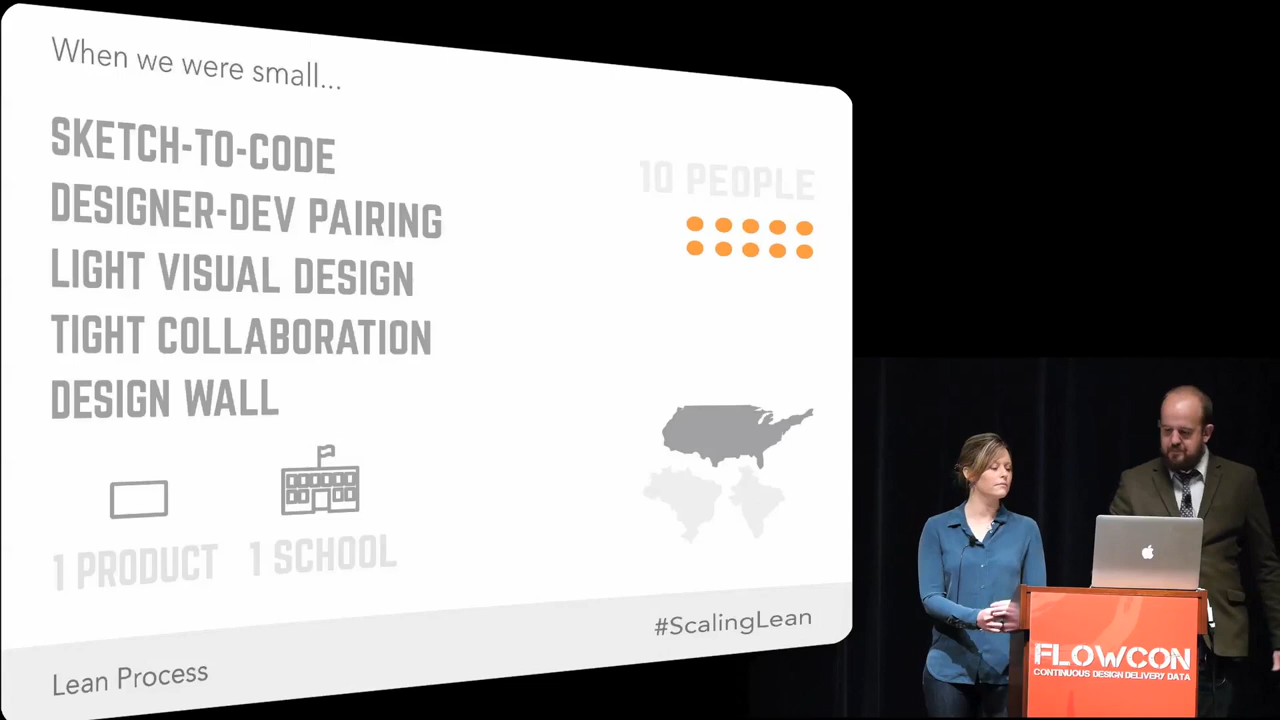 When we were small...
SKETCH-TO-CODE
DESIGNER-DEV PAIRING
LIGHT VISUAL DESIGN
TIGHT COLLABORATION
DESIGN WALL
10 PEOPLE
1 PRODUCT
1 SCHOOL
#ScalingLean
Lean Process
FLOWCON
CONTINUOUS DESIGN DELIVERY DATA